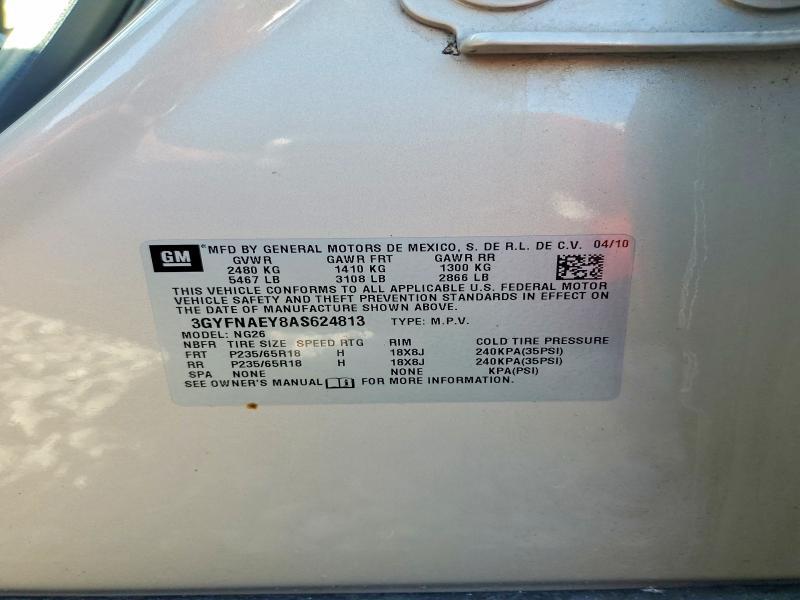 GM *MFD BY GENERAL MOTORS DE MEXICO, S. DE R.L. DE C.V. 04/10
GVWR GAWR FRT GAWR RR
2480 KG 1410 KG 1300 KG
5467 LB 3108 LB 2866 LB
THIS VEHICLE CONFORMS TO ALL APPLICABLE U.S. FEDERAL MOTOR
VEHICLE SAFETY AND THEFT PREVENTION STANDARDS IN EFFECT ON
THE DATE OF MANUFACTURE SHOWN ABOVE.
3GYFNAEY8AS624813 TYPE: M.P.V.
MODEL: NG26
NBFR TIRE SIZE SPEED RTG RIM COLD TIRE PRESSURE
FRT P235/65R18 H 18X8J 240KPA(35PSI)
RR P235/65R18 H 18X8J 240KPA(35PSI)
SPA NONE NONE KPA(PSI)
SEE OWNER'S MANUAL FOR MORE INFORMATION.